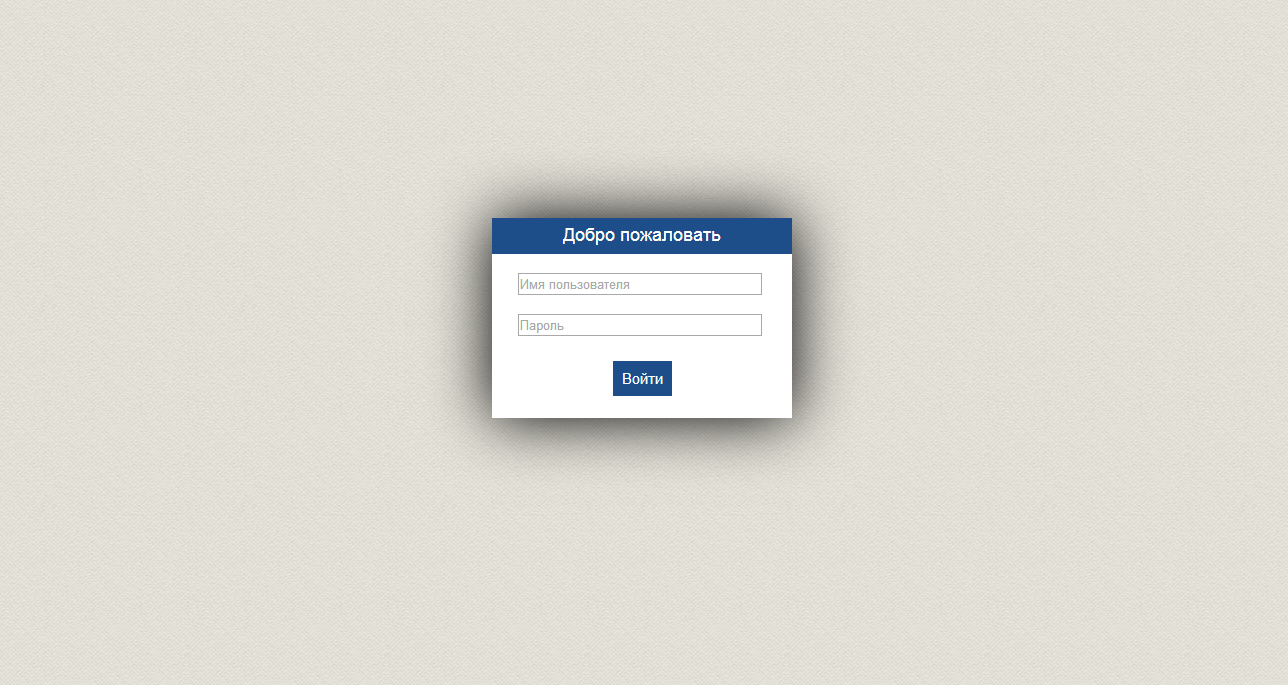 Добро пожаловать
Имя пользователя
Пароль
Войти